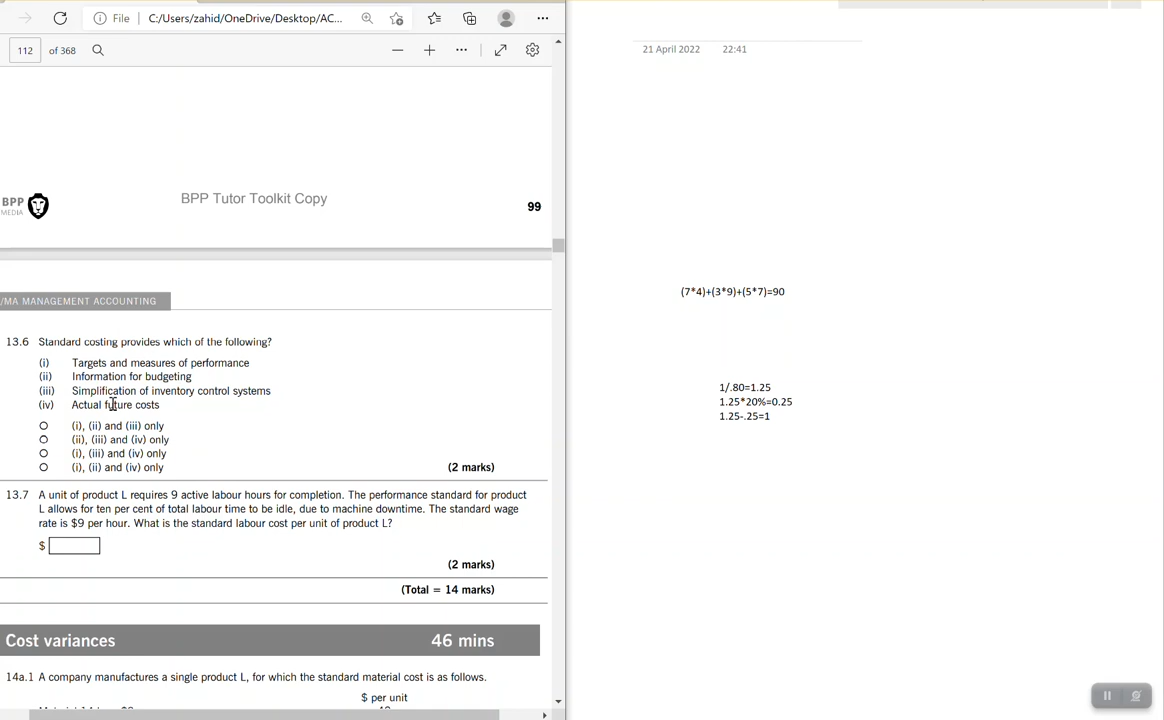 File
C:/Users/zahid/OneDrive/Desktop/AC...
112 of 368
BPP
MEDIA
BPP Tutor Toolkit Copy
99
/MA MANAGEMENT ACCOUNTING
13.6 Standard costing provides which of the following?
(i) Targets and measures of performance
(ii) Information for budgeting
(iii) Simplification of inventory control systems
(iv) Actual future costs
(i), (ii) and (iii) only
(ii), (iii) and (iv) only
(i), (iii) and (iv) only
(i), (ii) and (iv) only
(2 marks)
13.7 A unit of product L requires 9 active labour hours for completion. The performance standard for product
L allows for ten per cent of total labour time to be idle, due to machine downtime. The standard wage
rate is $9 per hour. What is the standard labour cost per unit of product L?
$
(2 marks)
(Total = 14 marks)
Cost variances 46 mins
14a.1 A company manufactures a single product L, for which the standard material cost is as follows.
$ per unit
21 April 2022 22:41
(7*4)+(3*9)+(5*7)=90
1/.80=1.25
1.25*20%=0.25
1.25-.25=1